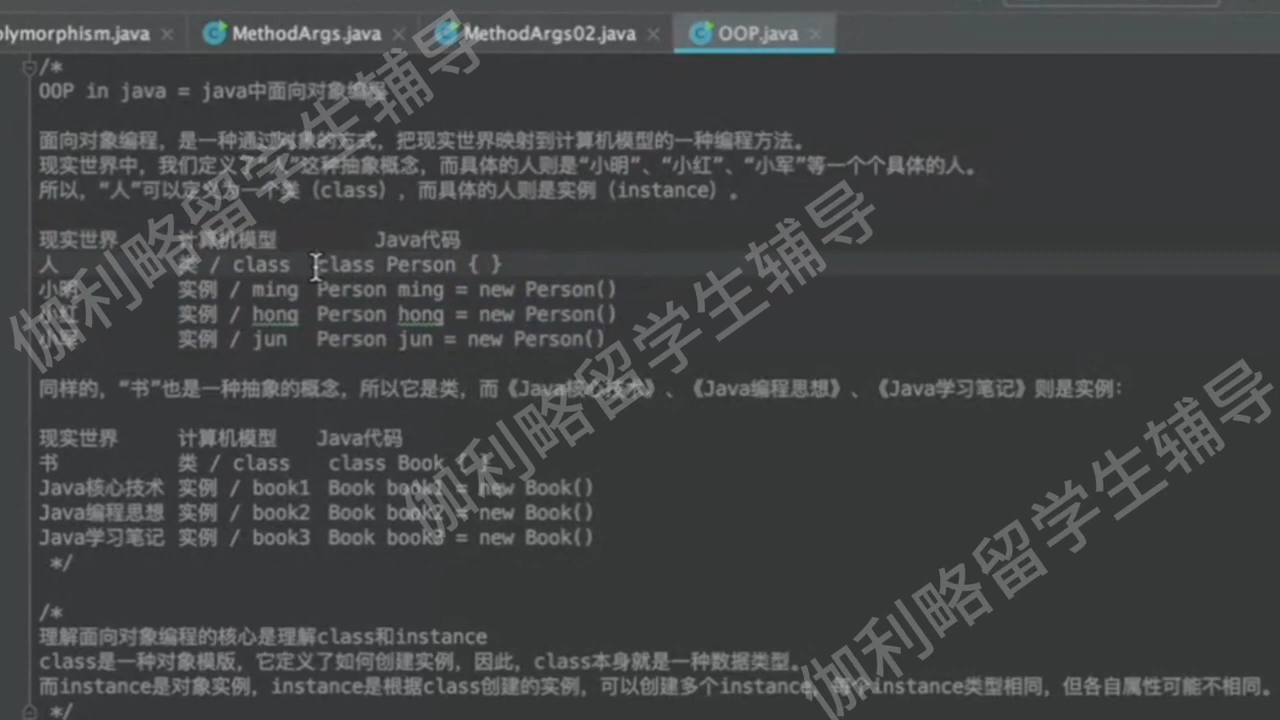 olymorphism.java
MethodArgs.java
MethodArgs02.java
OOP.java
/*
OOP in java = java中面向对象编程
面向对象编程，是一种通过对象的方式，把现实世界映射到计算机模型的一种编程方法。
现实世界中，我们定义了“人”这种抽象概念，而具体的人则是“小明”、“小红”、“小军”等一个个具体的人。
所以，“人”可以定义为一个类（class），而具体的人则是实例（instance）。
现实世界 计算机模型 Java代码
人 类 / class class Person { }
小明 实例 / ming Person ming = new Person()
小红 实例 / hong Person hong = new Person()
小军 实例 / jun Person jun = new Person()
同样的，“书”也是一种抽象的概念，所以它是类，而《Java核心技术》、《Java编程思想》、《Java学习笔记》则是实例：
现实世界 计算机模型 Java代码
书 类 / class class Book { }
Java核心技术 实例 / book1 Book book1 = new Book()
Java编程思想 实例 / book2 Book book2 = new Book()
Java学习笔记 实例 / book3 Book book3 = new Book()
*/
/*
理解面向对象编程的核心是理解class和instance
class是一种对象模版，它定义了如何创建实例，因此，class本身就是一种数据类型。
而instance是对象实例，instance是根据class创建的实例，可以创建多个instance，每个instance类型相同，但各自属性可能不相同。
*/
伽利略留学生辅导
伽利略留学生辅导
伽利略留学生辅导